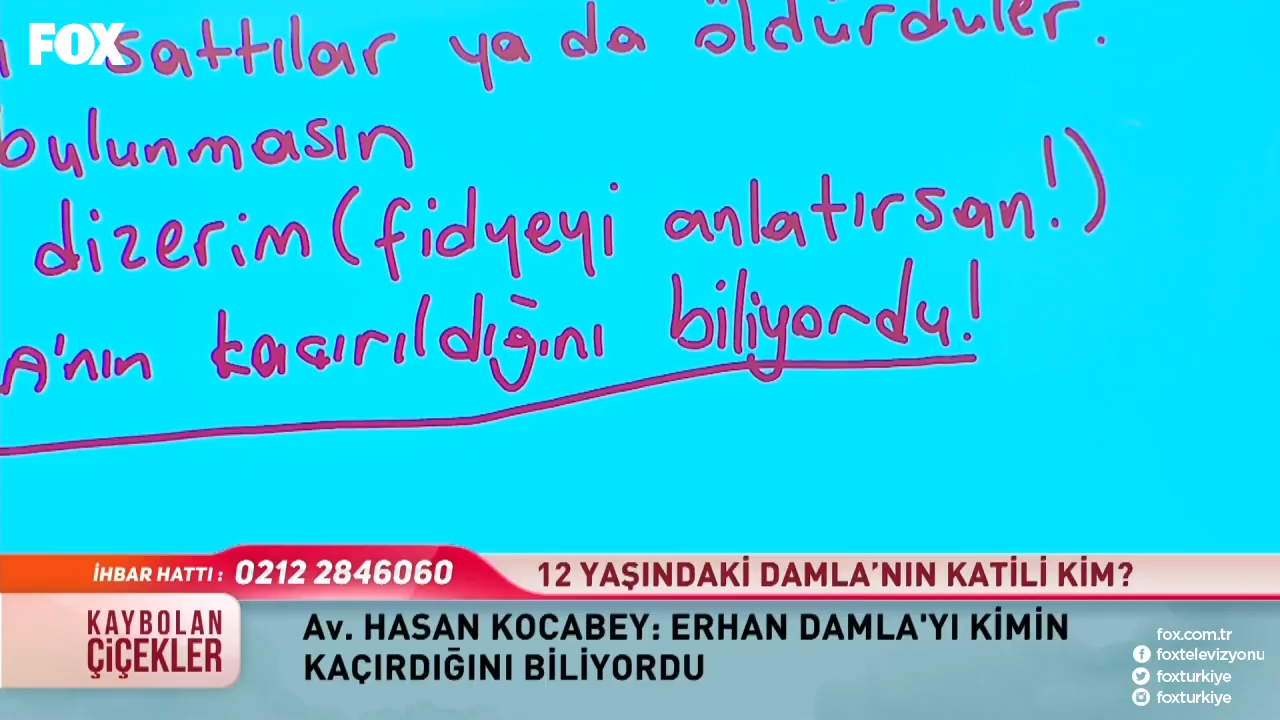 FOX
sattılar ya da öldürdüler.
bulunmasın
dizerim (fidyeyi anlatırsan!)
A'nın kaçırıldığını biliyordu!
İHBAR HATTI : 0212 2846060
12 YAŞINDAKİ DAMLA'NIN KATİLİ KİM?
KAYBOLAN
ÇİÇEKLER
Av. HASAN KOCABEY: ERHAN DAMLA'YI KİMİN
KAÇIRDIĞINI BİLİYORDU
fox.com.tr
foxtelevizyonu
foxturkiye
foxturkiye